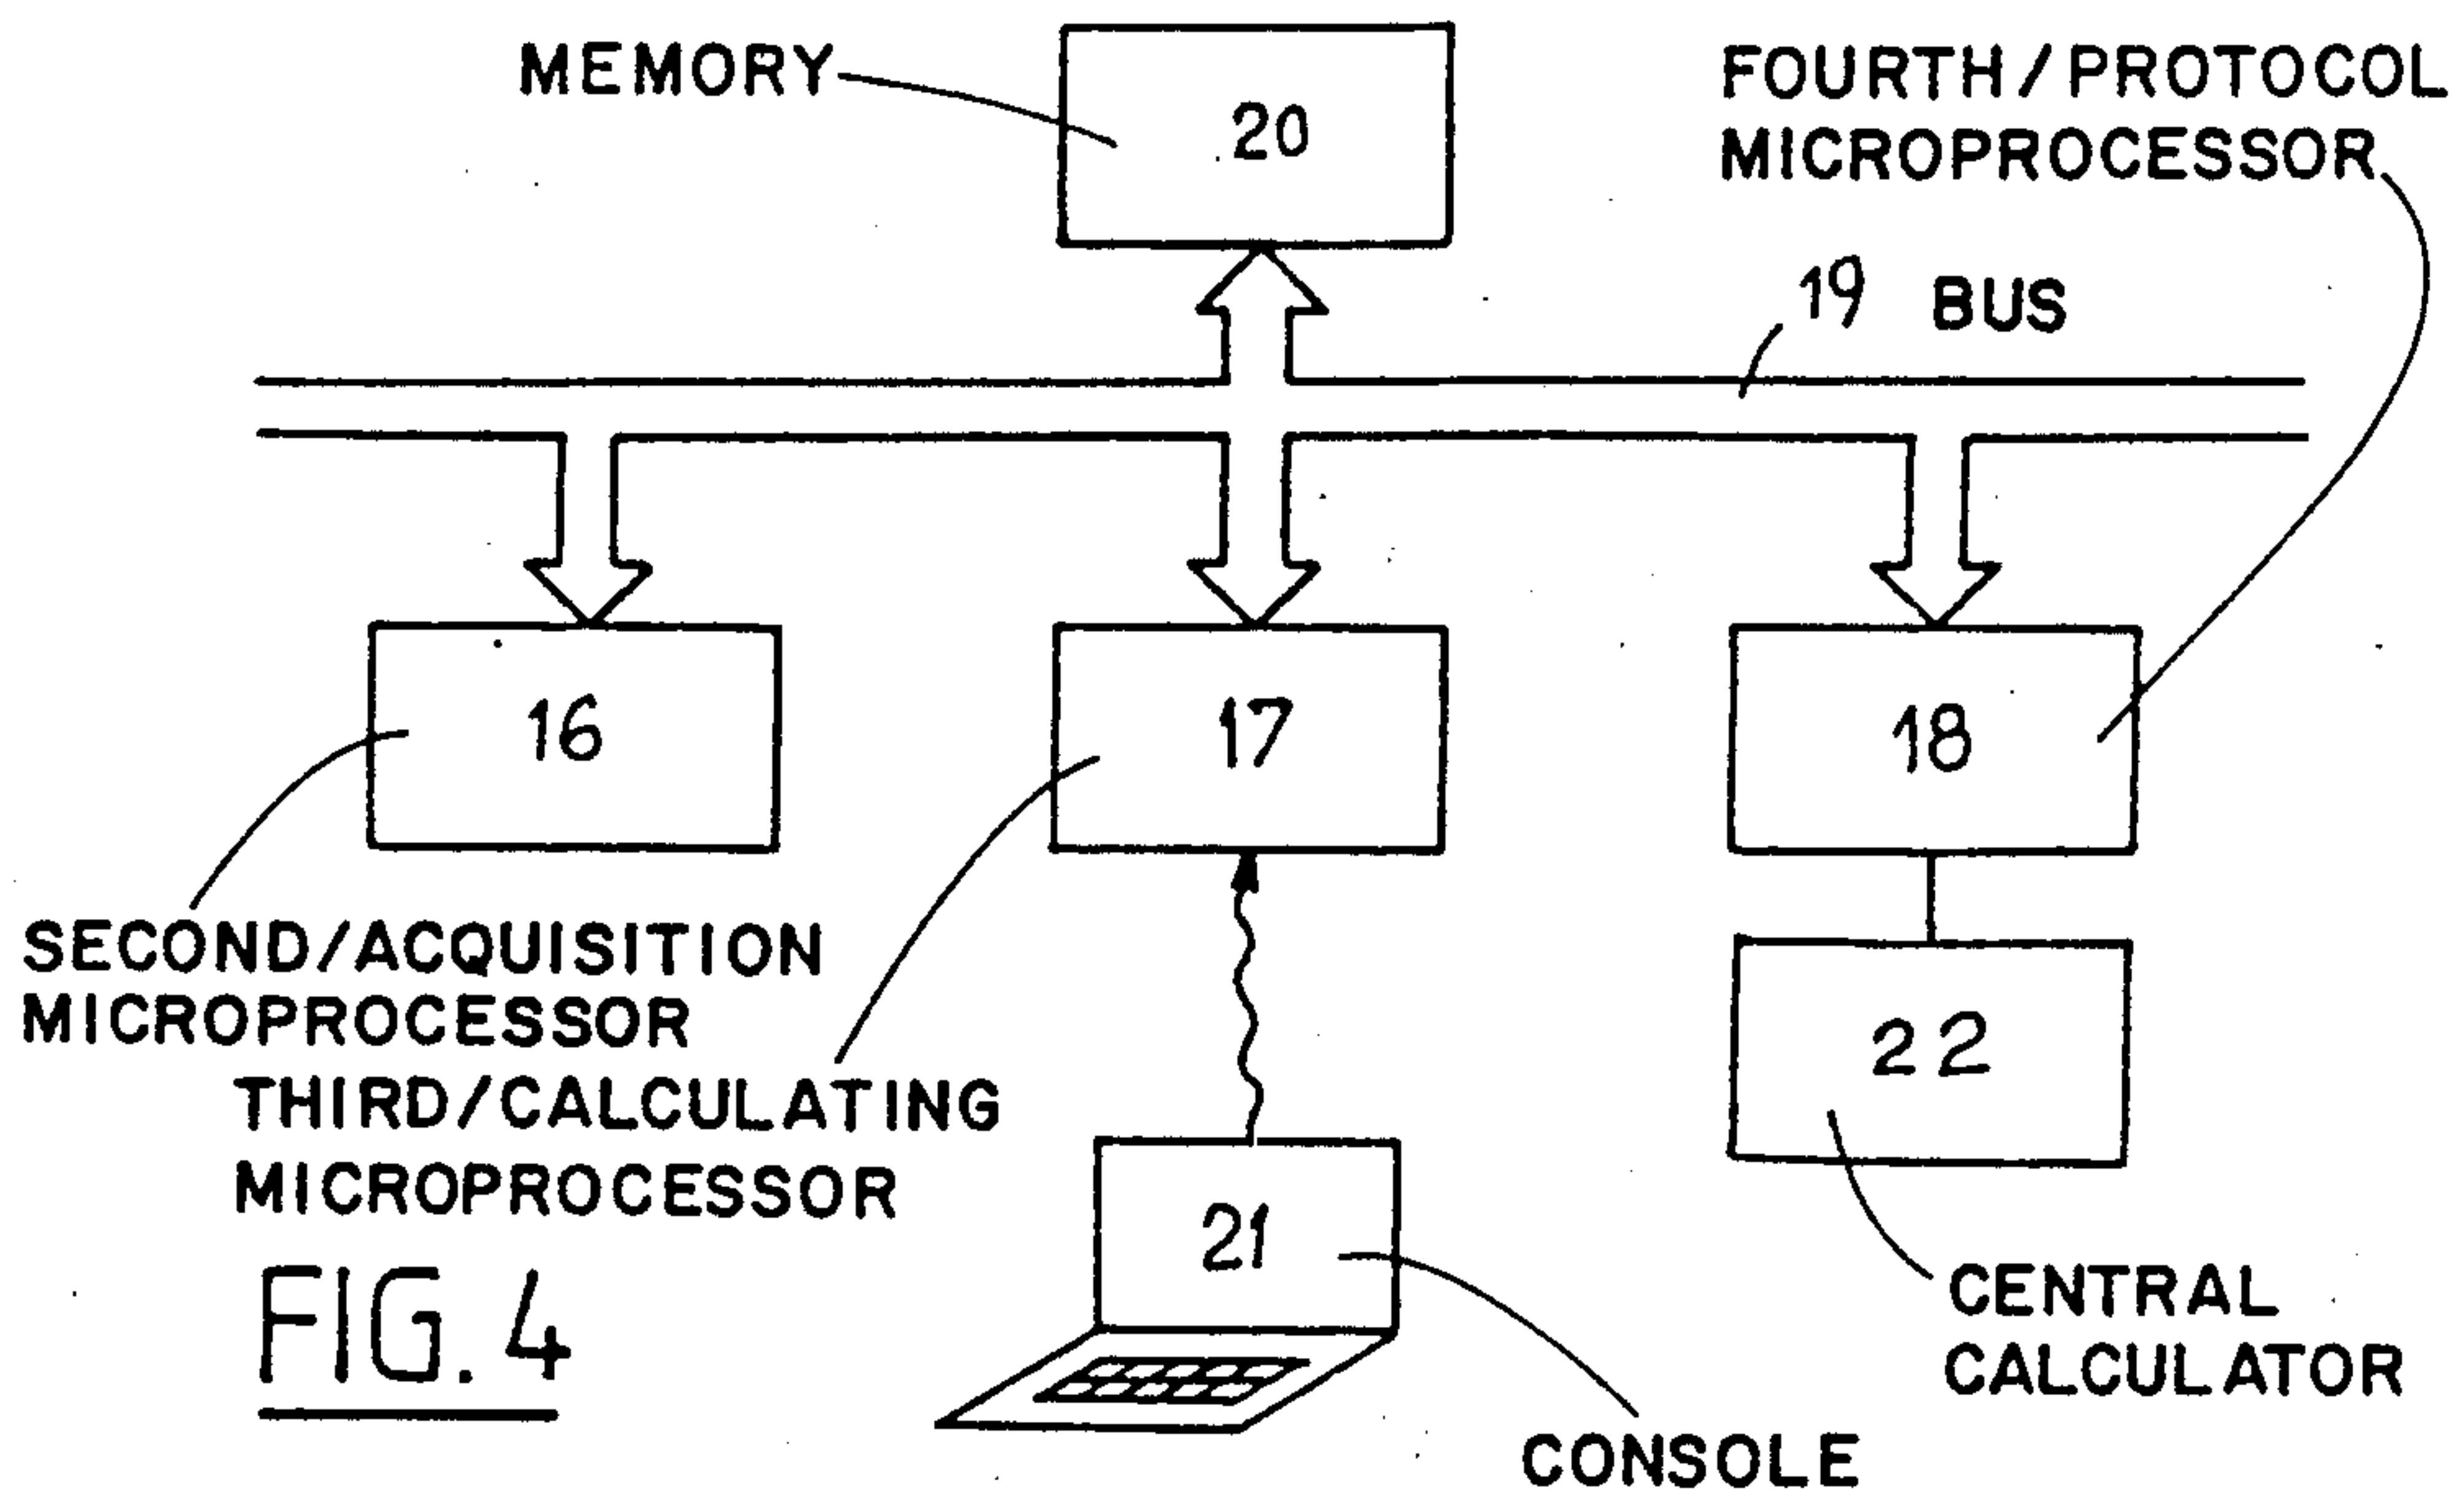 MEMORY
20
FOURTH/PROTOCOL
MICROPROCESSOR
19 BUS
16
17
18
SECOND/ACQUISITION
MICROPROCESSOR
THIRD/CALCULATING
MICROPROCESSOR
22
21
CENTRAL
CALCULATOR
CONSOLE
FIG. 4